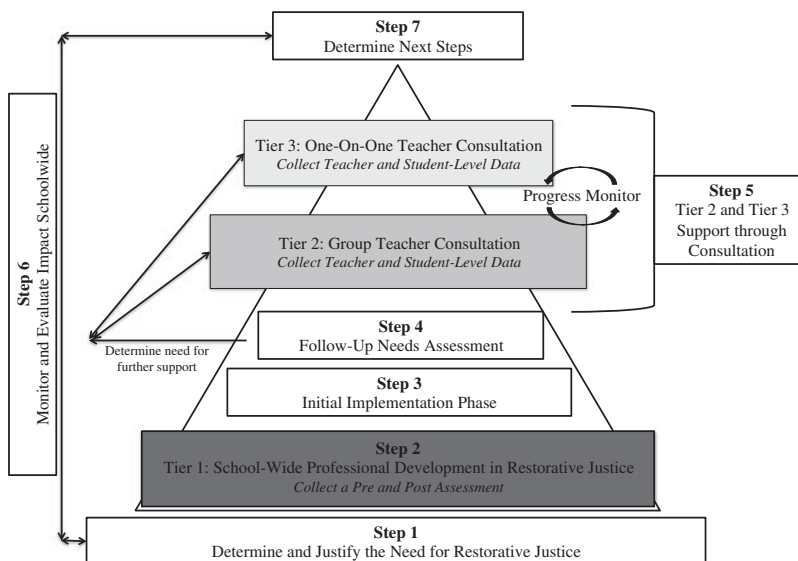 Step 7
Determine Next Steps
Tier 3: One-On-One Teacher Consultation
Collect Teacher and Student-Level Data
Progress Monitor
Step 5
Tier 2 and Tier 3
Support through
Consultation
Tier 2: Group Teacher Consultation
Collect Teacher and Student-Level Data
Step 6
Monitor and Evaluate Impact Schoolwide
Step 4
Follow-Up Needs Assessment
Determine need for
further support
Step 3
Initial Implementation Phase
Step 2
Tier 1: School-Wide Professional Development in Restorative Justice
Collect a Pre and Post Assessment
Step 1
Determine and Justify the Need for Restorative Justice